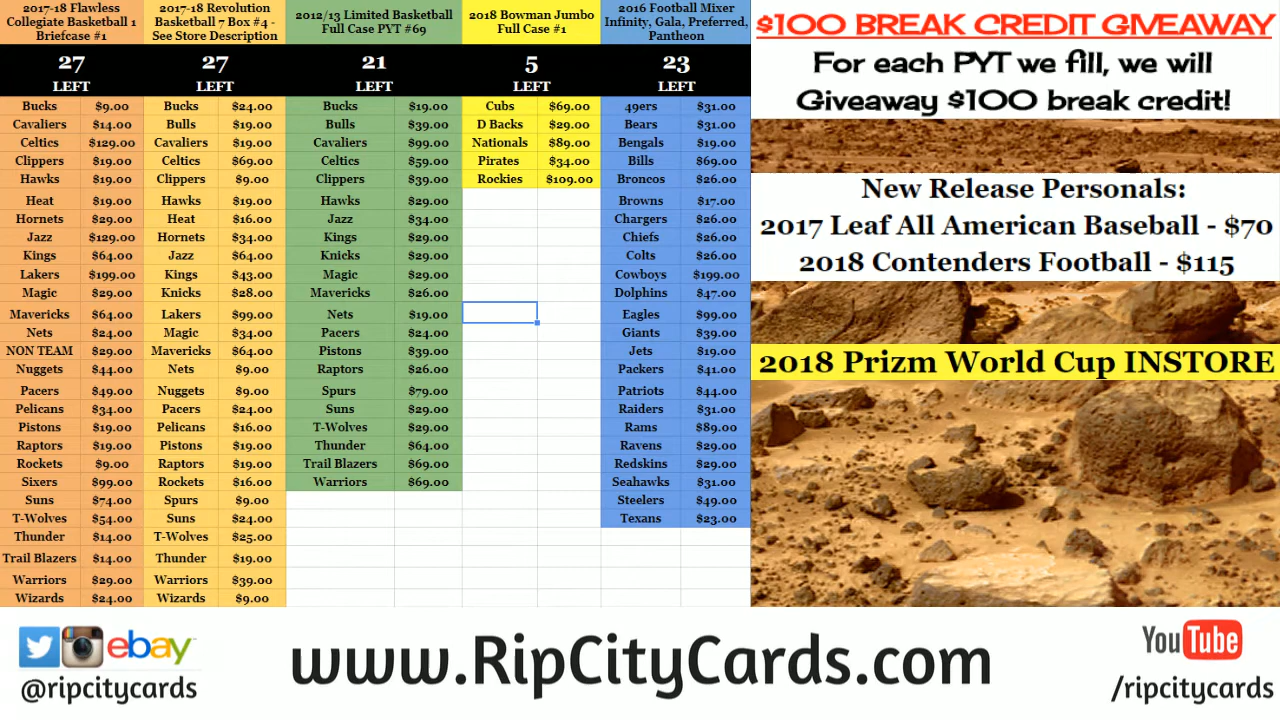 2017-18 Flawless
Collegiate Basketball 1
Briefcase #1
27
LEFT
Bucks $9.00
Cavaliers $14.00
Celtics $129.00
Clippers $19.00
Hawks $19.00
Heat $19.00
Hornets $29.00
Jazz $129.00
Kings $64.00
Lakers $199.00
Magic $29.00
Mavericks $64.00
Nets $24.00
NON TEAM $29.00
Nuggets $44.00
Pacers $49.00
Pelicans $34.00
Pistons $19.00
Raptors $19.00
Rockets $9.00
Sixers $99.00
Suns $74.00
T-Wolves $54.00
Thunder $14.00
Trail Blazers $14.00
Warriors $29.00
Wizards $24.00
2017-18 Revolution
Basketball 7 Box #4 -
See Store Description
27
LEFT
Bucks $24.00
Bulls $19.00
Cavaliers $19.00
Celtics $69.00
Clippers $9.00
Hawks $19.00
Heat $16.00
Hornets $34.00
Jazz $64.00
Kings $43.00
Knicks $28.00
Lakers $99.00
Magic $34.00
Mavericks $64.00
Nets $9.00
Nuggets $9.00
Pacers $24.00
Pelicans $16.00
Pistons $19.00
Raptors $19.00
Rockets $16.00
Spurs $9.00
Suns $24.00
T-Wolves $25.00
Thunder $19.00
Warriors $39.00
Wizards $9.00
2012/13 Limited Basketball
Full Case PYT #69
21
LEFT
Bucks $19.00
Bulls $39.00
Cavaliers $99.00
Celtics $59.00
Clippers $39.00
Hawks $29.00
Jazz $34.00
Kings $29.00
Knicks $29.00
Magic $29.00
Mavericks $26.00
Nets $19.00
Pacers $24.00
Pistons $39.00
Raptors $26.00
Spurs $79.00
Suns $29.00
T-Wolves $29.00
Thunder $64.00
Trail Blazers $69.00
Warriors $69.00
2018 Bowman Jumbo
Full Case #1
5
LEFT
Cubs $69.00
D Backs $29.00
Nationals $89.00
Pirates $34.00
Rockies $109.00
2016 Football Mixer
Infinity, Gala, Preferred,
Pantheon
23
LEFT
49ers $31.00
Bears $31.00
Bengals $19.00
Bills $69.00
Broncos $26.00
Browns $17.00
Chargers $26.00
Chiefs $26.00
Colts $26.00
Cowboys $199.00
Dolphins $47.00
Eagles $99.00
Giants $39.00
Jets $19.00
Packers $41.00
Patriots $44.00
Raiders $31.00
Rams $89.00
Ravens $29.00
Redskins $29.00
Seahawks $31.00
Steelers $49.00
Texans $23.00
$100 BREAK CREDIT GIVEAWAY
For each PYT we fill, we will
Giveaway $100 break credit!
New Release Personals:
2017 Leaf All American Baseball - $70
2018 Contenders Football - $115
2018 Prizm World Cup INSTORE
ebay
@ripcitycards
www.RipCityCards.com
YouTube
/ripcitycards